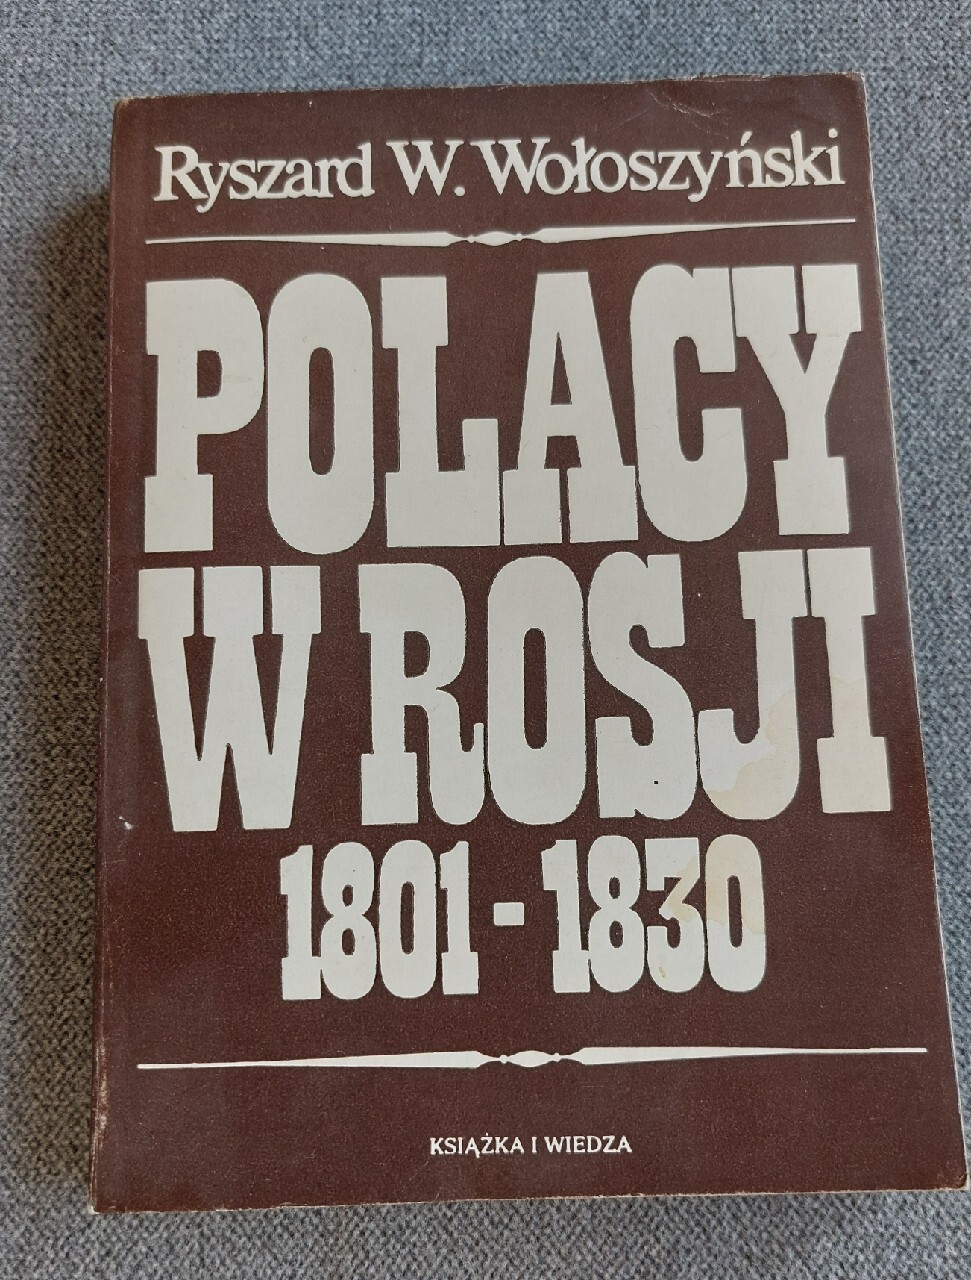 Ryszard W. Wołoszyński
POLACY
W ROSJI
1801-1830
KSIĄŻKA I WIEDZA